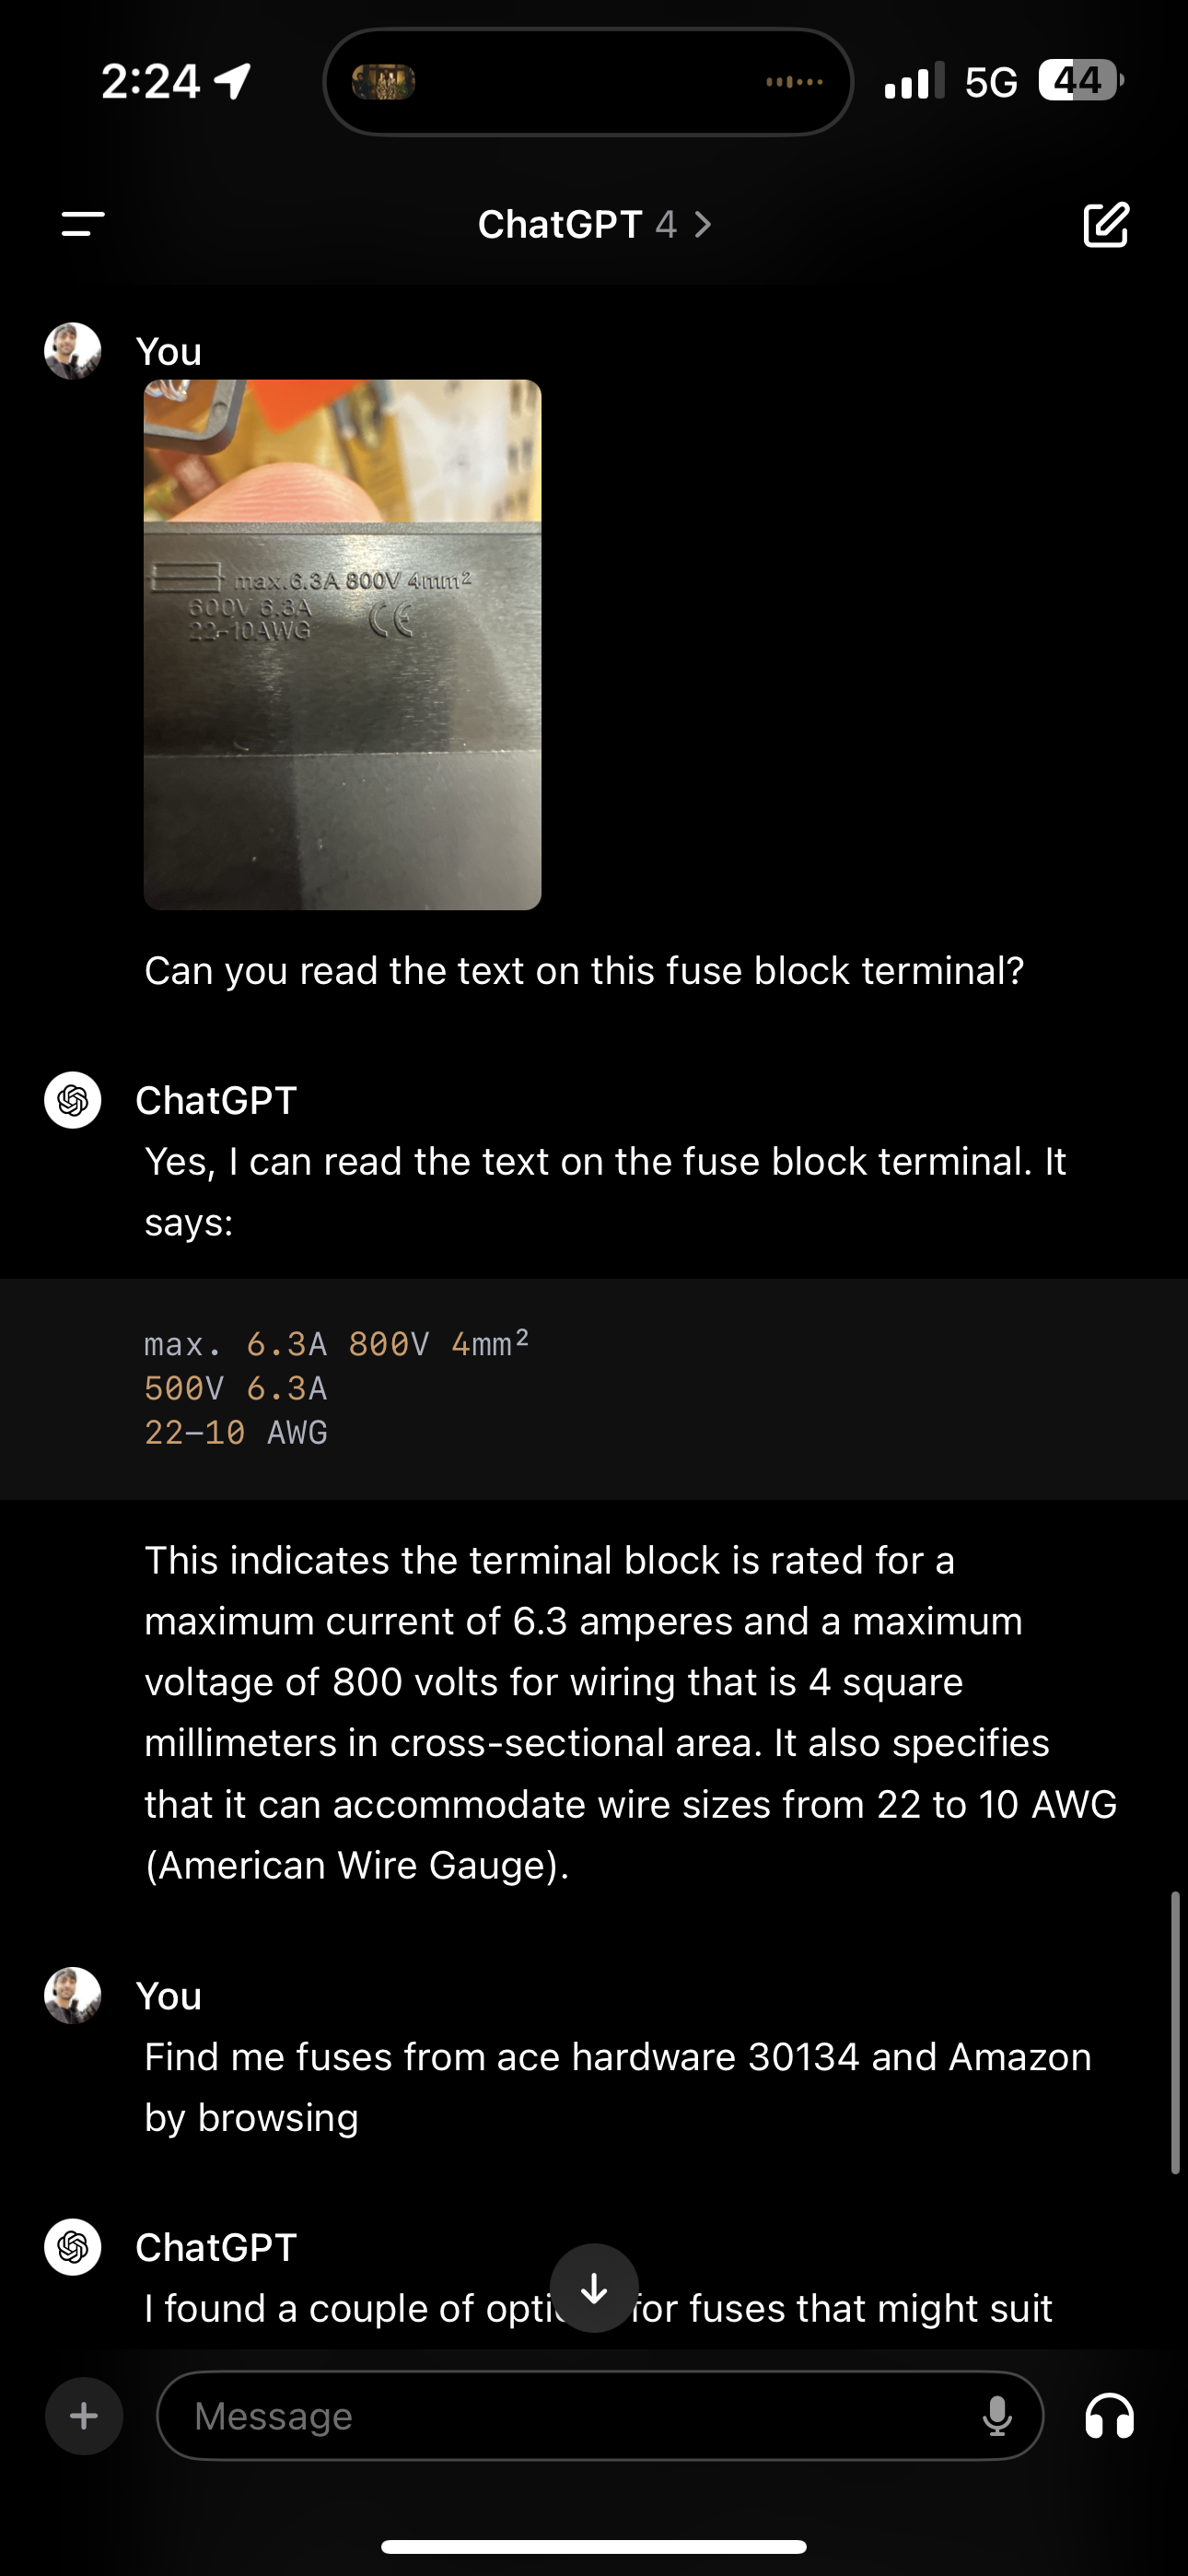 2:24
5G
44
ChatGPT 4
You
max.6.3A 800V 4mm²
600V 6.3A
22-10AWG
CE
Can you read the text on this fuse block terminal?
ChatGPT
Yes, I can read the text on the fuse block terminal. It
says:
max. 6.3A 800V 4mm²
500V 6.3A
22–10 AWG
This indicates the terminal block is rated for a
maximum current of 6.3 amperes and a maximum
voltage of 800 volts for wiring that is 4 square
millimeters in cross-sectional area. It also specifies
that it can accommodate wire sizes from 22 to 10 AWG
(American Wire Gauge).
You
Find me fuses from ace hardware 30134 and Amazon
by browsing
ChatGPT
I found a couple of for fuses that might suit
Message